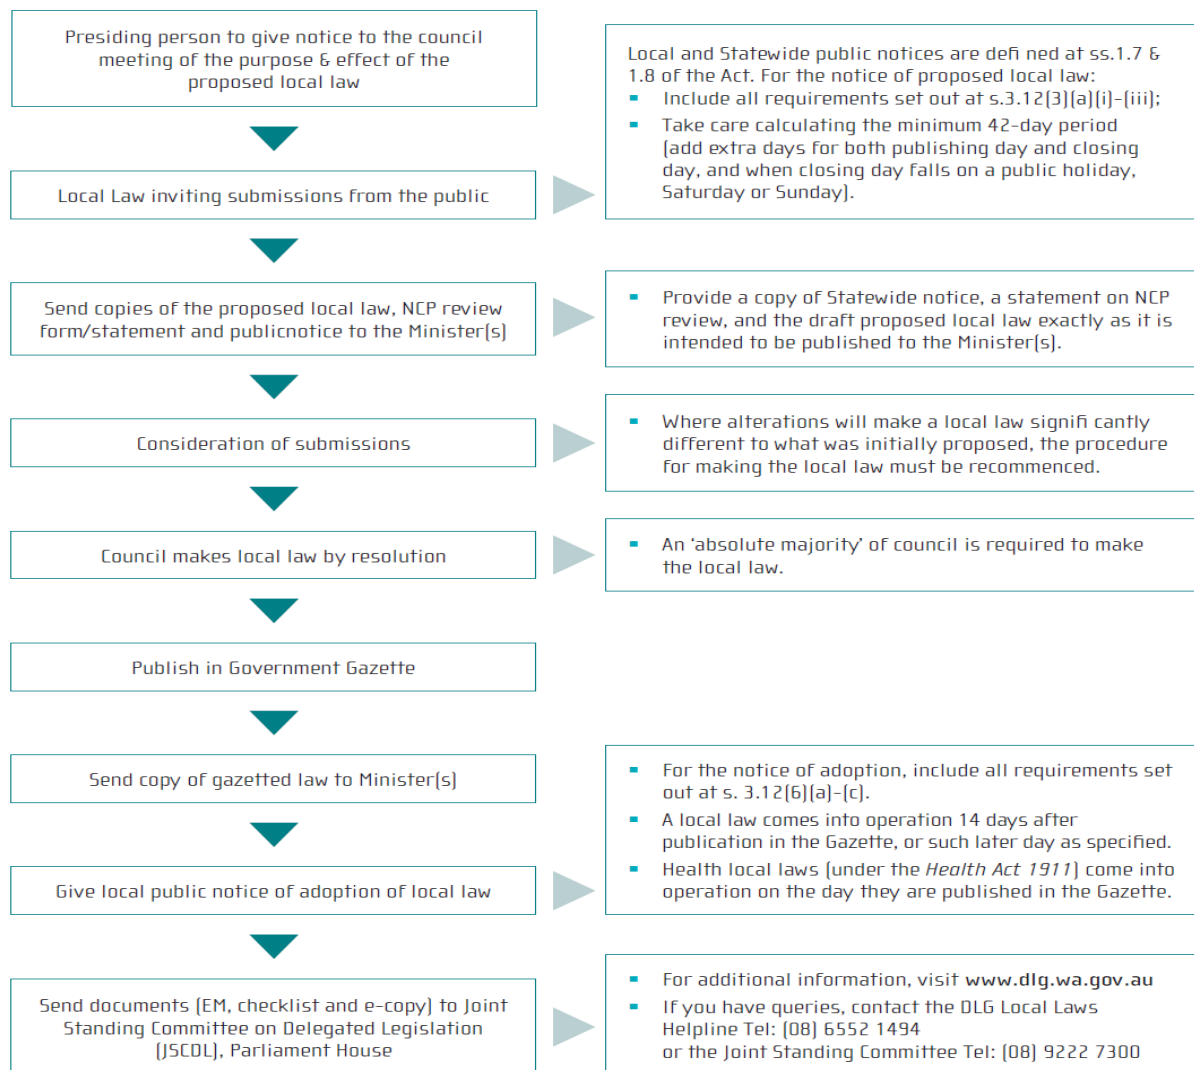 Presiding person to give notice to the council
meeting of the purpose & effect of the
proposed local law
Local and Statewide public notices are defi ned at ss.1.7 &
1.8 of the Act. For the notice of proposed local law:
Include all requirements set out at s.3.12(3)(a)(i)-(iii);
Take care calculating the minimum 42-day period
(add extra days for both publishing day and closing
day, and when closing day falls on a public holiday,
Saturday or Sunday).
Local Law inviting submissions from the public
Send copies of the proposed local law, NCP review
form/statement and publicnotice to the Minister(s)
Provide a copy of Statewide notice, a statement on NCP
review, and the draft proposed local law exactly as it is
intended to be published to the Minister(s).
Consideration of submissions
Where alterations will make a local law signifi cantly
different to what was initially proposed, the procedure
for making the local law must be recommenced.
Council makes local law by resolution
An ‘absolute majority’ of council is required to make
the local law.
Publish in Government Gazette
Send copy of gazetted law to Minister(s)
For the notice of adoption, include all requirements set
out at s. 3.12(6)(a)-(c).
A local law comes into operation 14 days after
publication in the Gazette, or such later day as specified.
Health local laws (under the Health Act 1911) come into
operation on the day they are published in the Gazette.
Give local public notice of adoption of local law
Send documents (EM, checklist and e-copy) to Joint
Standing Committee on Delegated Legislation
(JSCDL), Parliament House
For additional information, visit www.dlg.wa.gov.au
If you have queries, contact the DLG Local Laws
Helpline Tel: (08) 6552 1494
or the Joint Standing Committee Tel: (08) 9222 7300